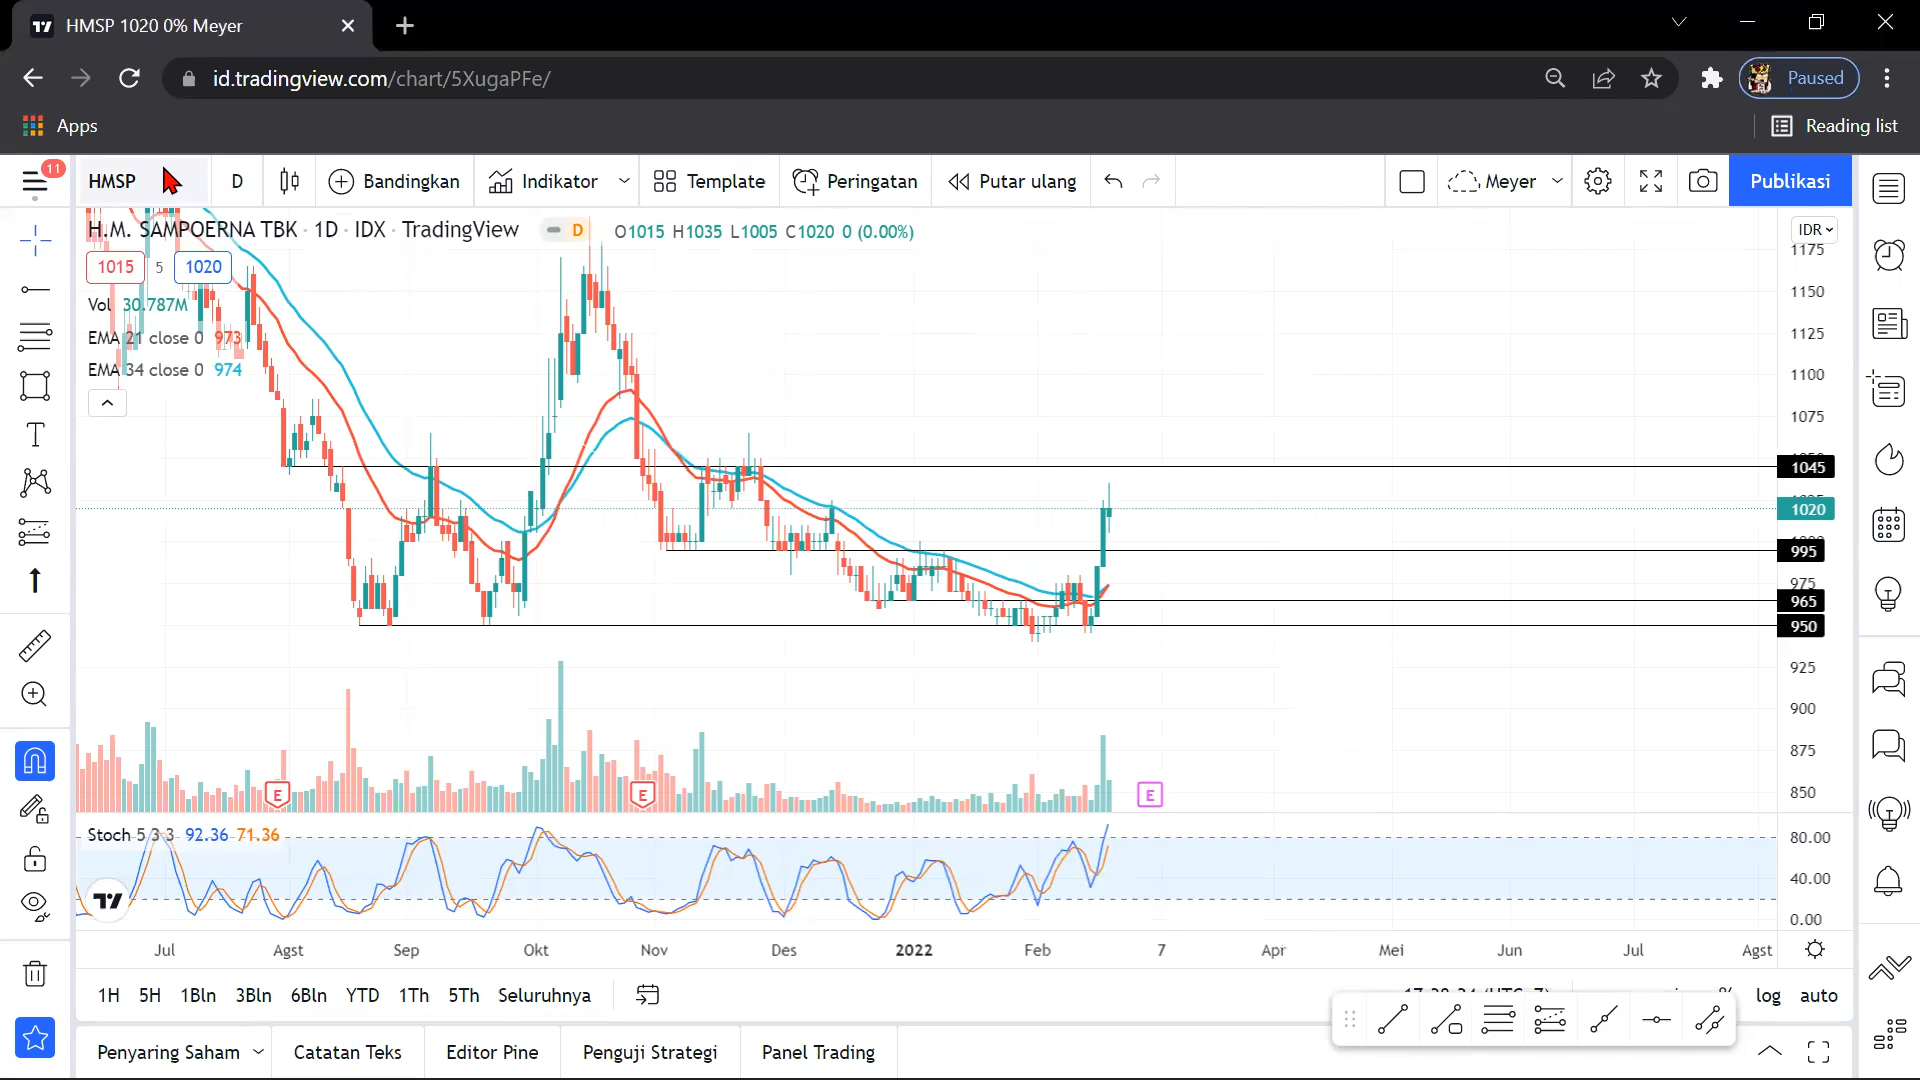 HMSP 1020 0% Meyer
id.tradingview.com/chart/5XugaPFe/
Paused
Apps
Reading list
11
HMSP
D
Bandingkan
Indikator
Template
Peringatan
Putar ulang
Meyer
Publikasi
H.M. SAMPOERNA TBK · 1D · IDX · TradingView
D
O1015 H1035 L1005 C1020 0 (0.00%)
IDR
1015 5 1020
Vol 30.787M
EMA 21 close 0 973
EMA 34 close 0 974
1175
1150
1125
1100
1075
1045
1020
995
975
965
950
925
900
875
850
E E E
Stoch 5 3 3 92.36 71.36
80.00
40.00
0.00
Jul Agst Sep Okt Nov Des 2022 Feb 7 Apr Mei Jun Jul Agst
1H 5H 1Bln 3Bln 6Bln YTD 1Th 5Th Seluruhnya
log auto
Penyaring Saham Catatan Teks Editor Pine Penguji Strategi Panel Trading